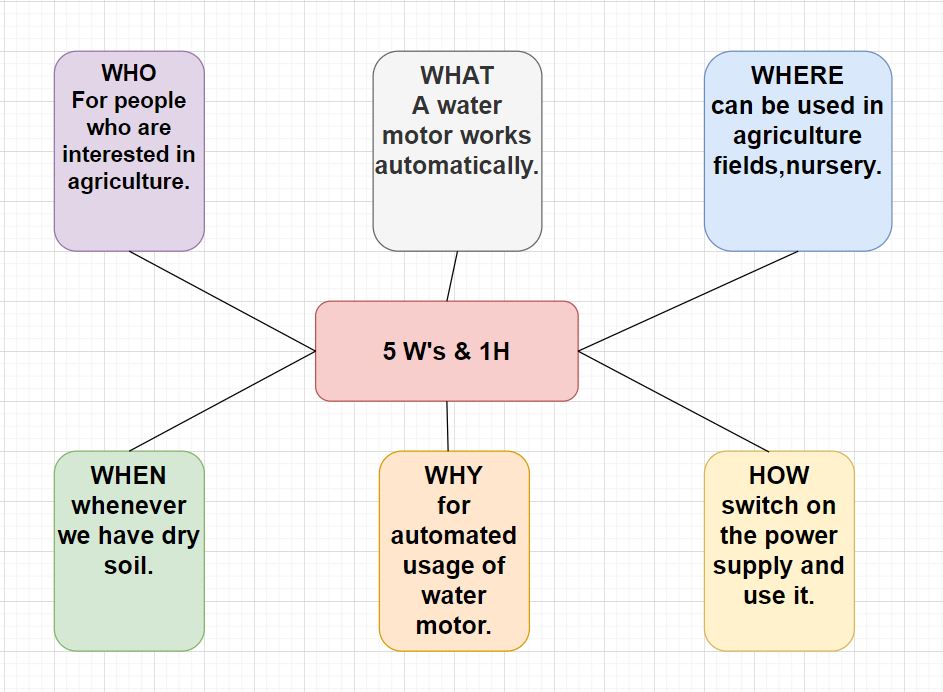 WHO
For people
who are
interested in
agriculture.
WHAT
A water
motor works
automatically.
WHERE
can be used in
agriculture
fields,nursery.
5 W's & 1H
WHEN
whenever
we have dry
soil.
WHY
for
automated
usage of
water
motor.
HOW
switch on
the power
supply and
use it.